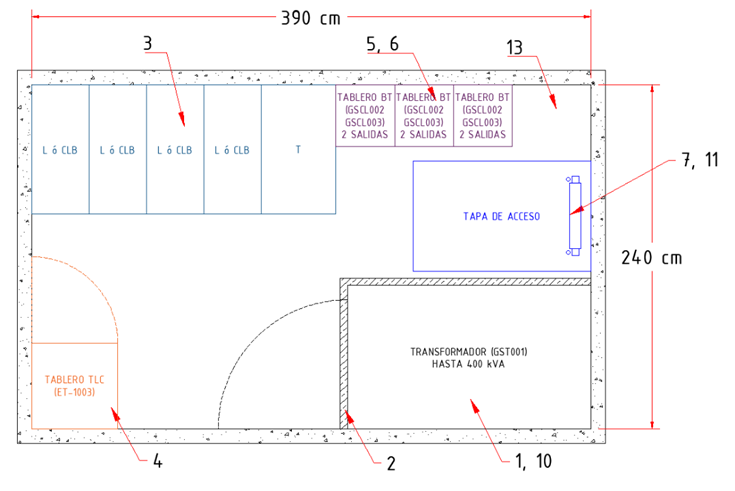 390 cm
3
5, 6
13
TABLERO BT
(GSCL002
GSCL003)
2 SALIDAS
TABLERO BT
(GSCL002
GSCL003)
2 SALIDAS
TABLERO BT
(GSCL002
GSCL003)
2 SALIDAS
L ó CLB
L ó CLB
L ó CLB
L ó CLB
T
7, 11
TAPA DE ACCESO
240 cm
TRANSFORMADOR (GST001)
HASTA 400 kVA
TABLERO TLC
(ET-1003)
4
2
1, 10